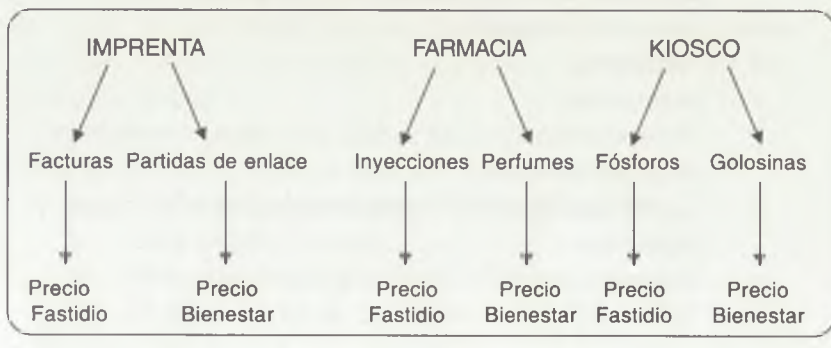 IMPRENTA FARMACIA KIOSCO
Facturas Partidas de enlace Inyecciones Perfumes Fósforos Golosinas
Precio Precio Precio Precio Precio Precio
Fastidio Bienestar Fastidio Bienestar Fastidio Bienestar